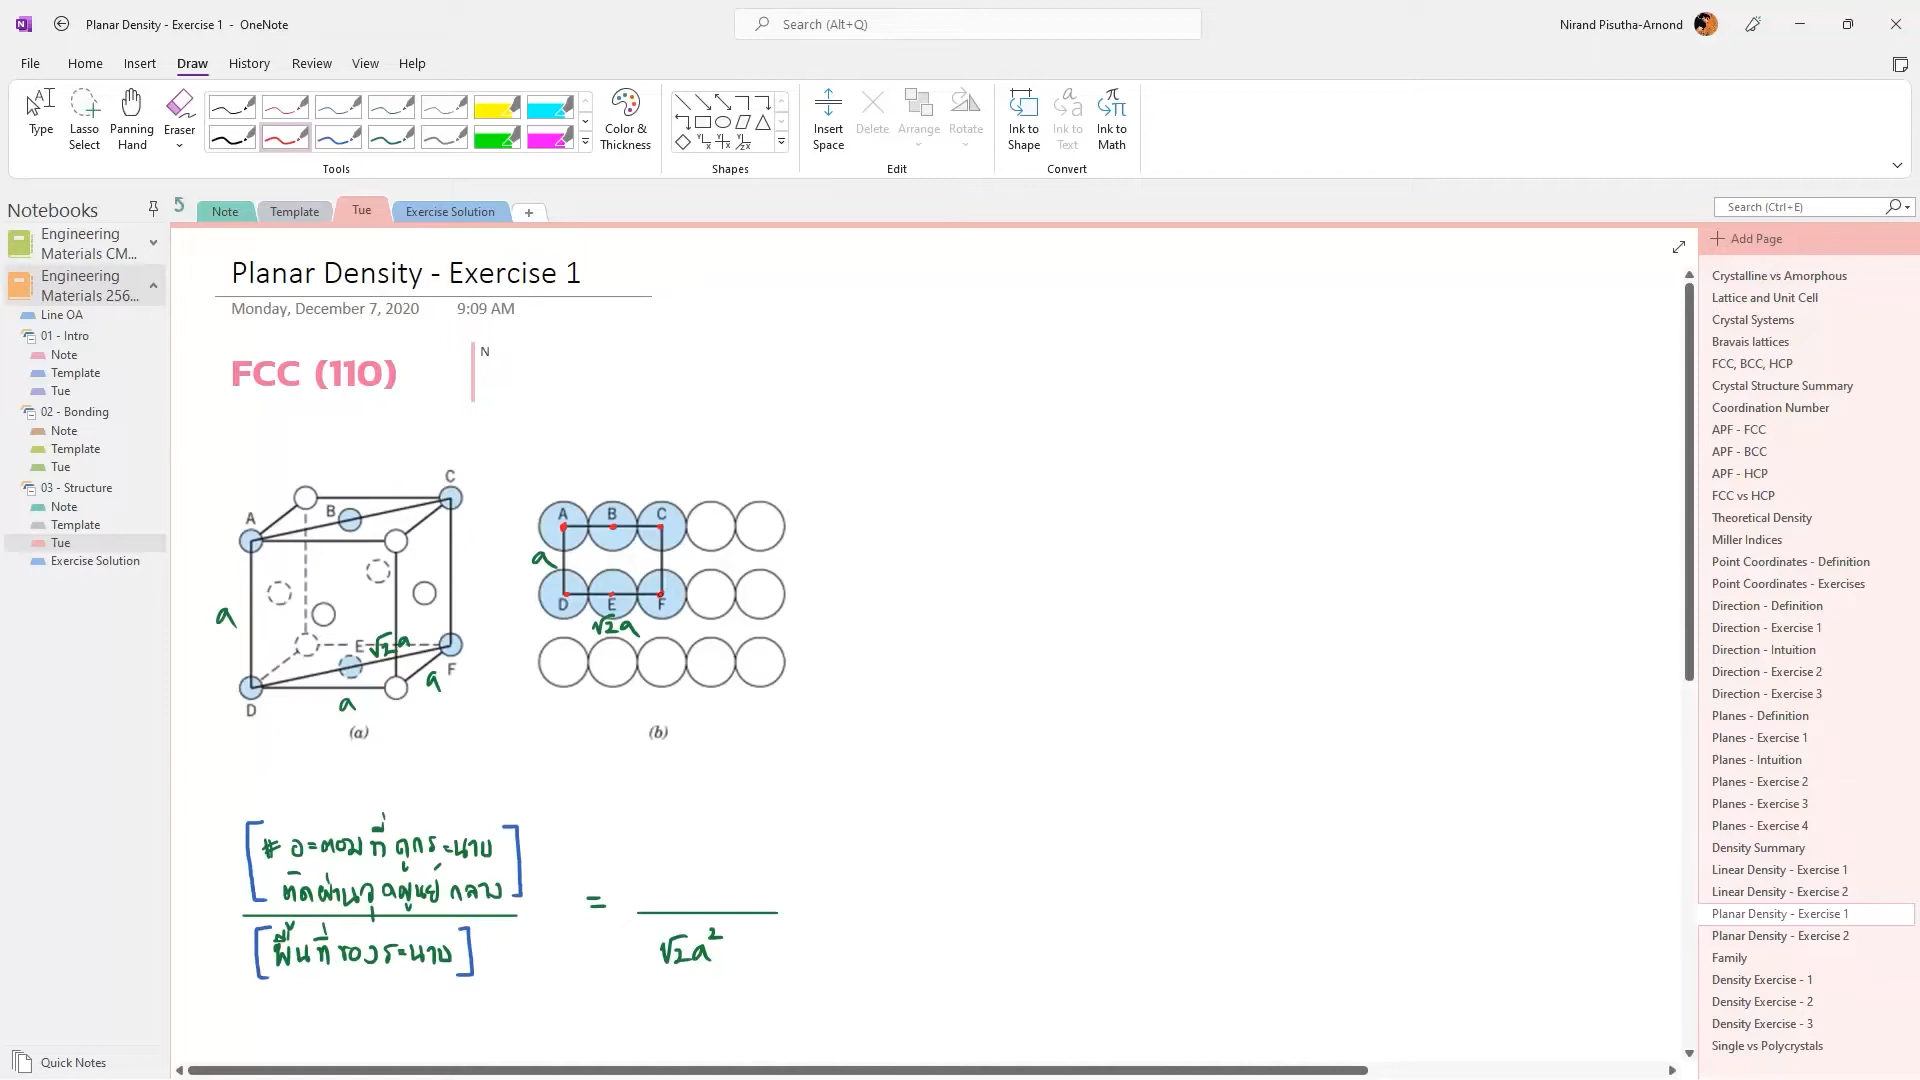 Planar Density - Exercise 1 - OneNote
Search (Alt+Q)
Nirand Pisutha-Arnond
File Home Insert Draw History Review View Help
Type
Lasso Select
Panning Hand
Eraser
Color & Thickness
Insert Space
Delete
Arrange
Rotate
Ink to Shape
Ink to Text
Ink to Math
Tools
Shapes
Edit
Convert
Notebooks
Note
Template
Tue
Exercise Solution
Search (Ctrl+E)
Engineering
Materials CM...
Engineering
Materials 256...
Line OA
01 - Intro
Note
Template
Tue
02 - Bonding
Note
Template
Tue
03 - Structure
Note
Template
Tue
Exercise Solution
Quick Notes
Planar Density - Exercise 1
Monday, December 7, 2020 9:09 AM
FCC (110)
N
C
A
B
a
E
√2a
F
a
D
a
(a)
A B C
a
D E F
√2a
(b)
# อะตอมที่ถูกระนาบ
ตัดผ่านจุดศูนย์กลาง
=
พื้นที่ของระนาบ
√2a²
Add Page
Crystalline vs Amorphous
Lattice and Unit Cell
Crystal Systems
Bravais lattices
FCC, BCC, HCP
Crystal Structure Summary
Coordination Number
APF - FCC
APF - BCC
APF - HCP
FCC vs HCP
Theoretical Density
Miller Indices
Point Coordinates - Definition
Point Coordinates - Exercises
Direction - Definition
Direction - Exercise 1
Direction - Intuition
Direction - Exercise 2
Direction - Exercise 3
Planes - Definition
Planes - Exercise 1
Planes - Intuition
Planes - Exercise 2
Planes - Exercise 3
Planes - Exercise 4
Density Summary
Linear Density - Exercise 1
Linear Density - Exercise 2
Planar Density - Exercise 1
Planar Density - Exercise 2
Family
Density Exercise - 1
Density Exercise - 2
Density Exercise - 3
Single vs Polycrystals